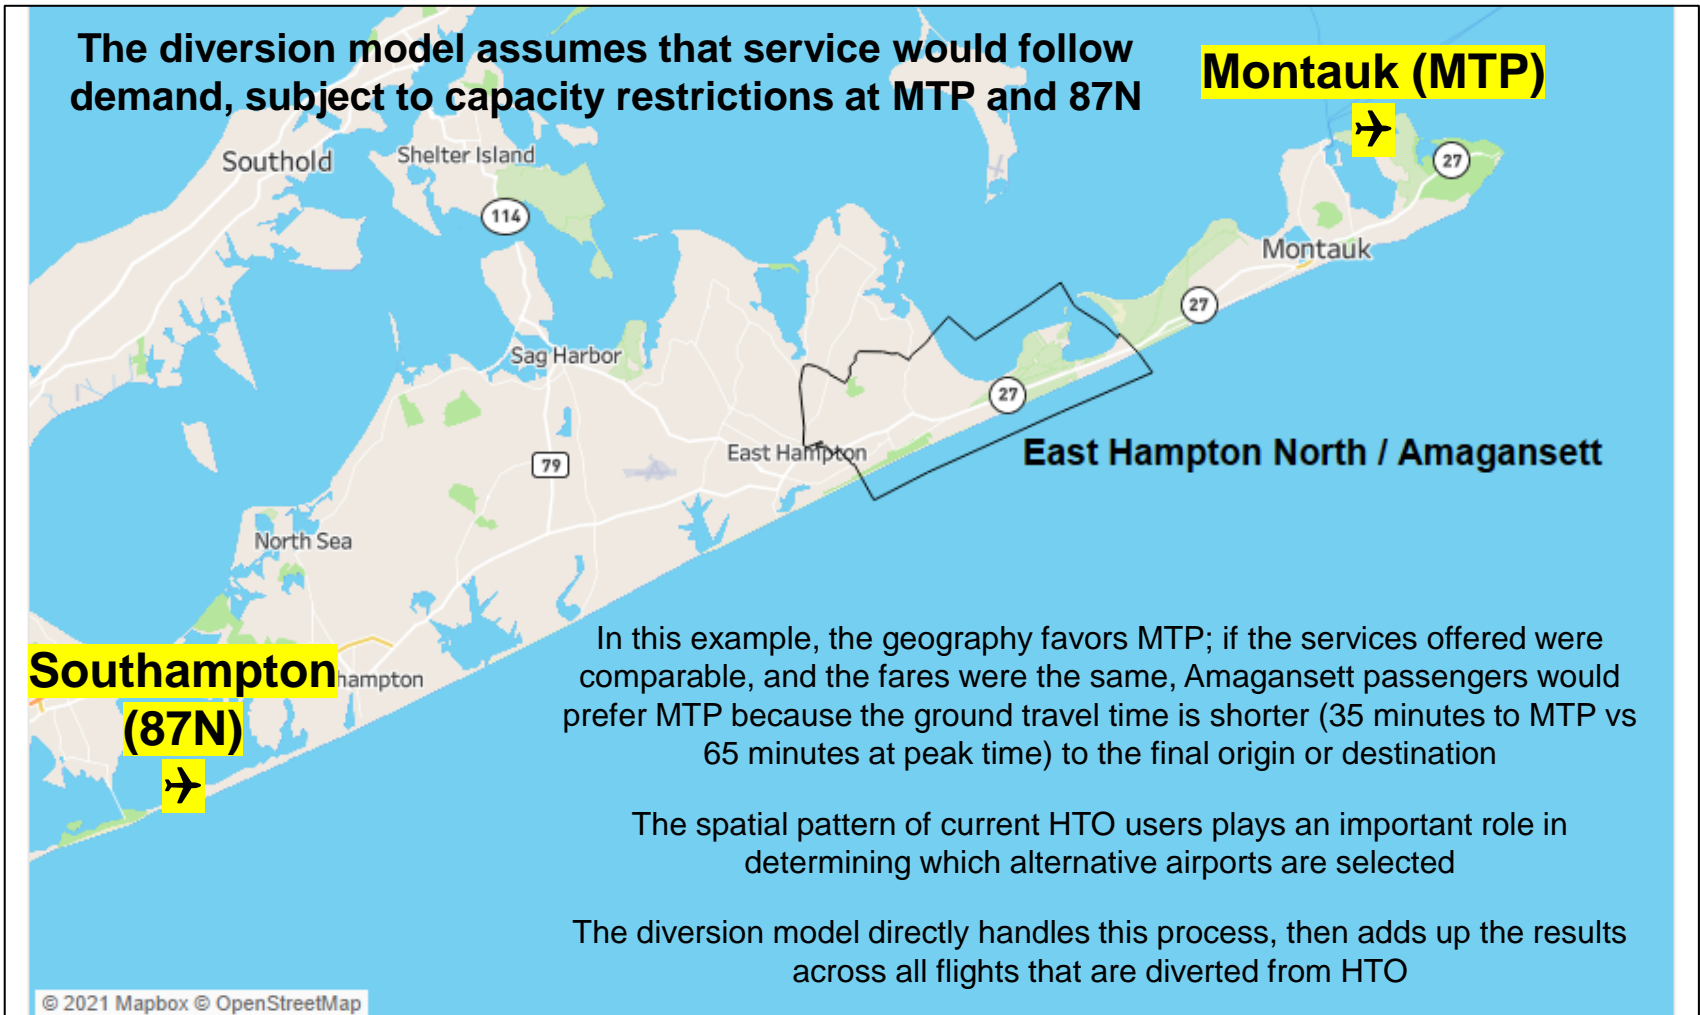 The diversion model assumes that service would follow
demand, subject to capacity restrictions at MTP and 87N
Montauk (MTP)
Southold
Shelter Island
27
114
Montauk
27
Sag Harbor
27
East Hampton
East Hampton North / Amagansett
79
North Sea
Southampton
hampton
(87N)
In this example, the geography favors MTP; if the services offered were
comparable, and the fares were the same, Amagansett passengers would
prefer MTP because the ground travel time is shorter (35 minutes to MTP vs
65 minutes at peak time) to the final origin or destination
The spatial pattern of current HTO users plays an important role in
determining which alternative airports are selected
The diversion model directly handles this process, then adds up the results
across all flights that are diverted from HTO
© 2021 Mapbox © OpenStreetMap